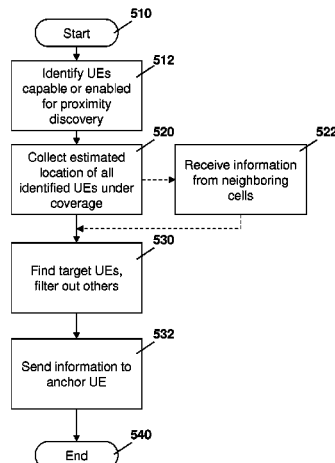 510
Start
512
Identify UEs
capable or enabled
for proximity
discovery
520
Collect estimated
location of all
identified UEs under
coverage
522
Receive information
from neighboring
cells
530
Find target UEs,
filter out others
532
Send information to
anchor UE
End
540